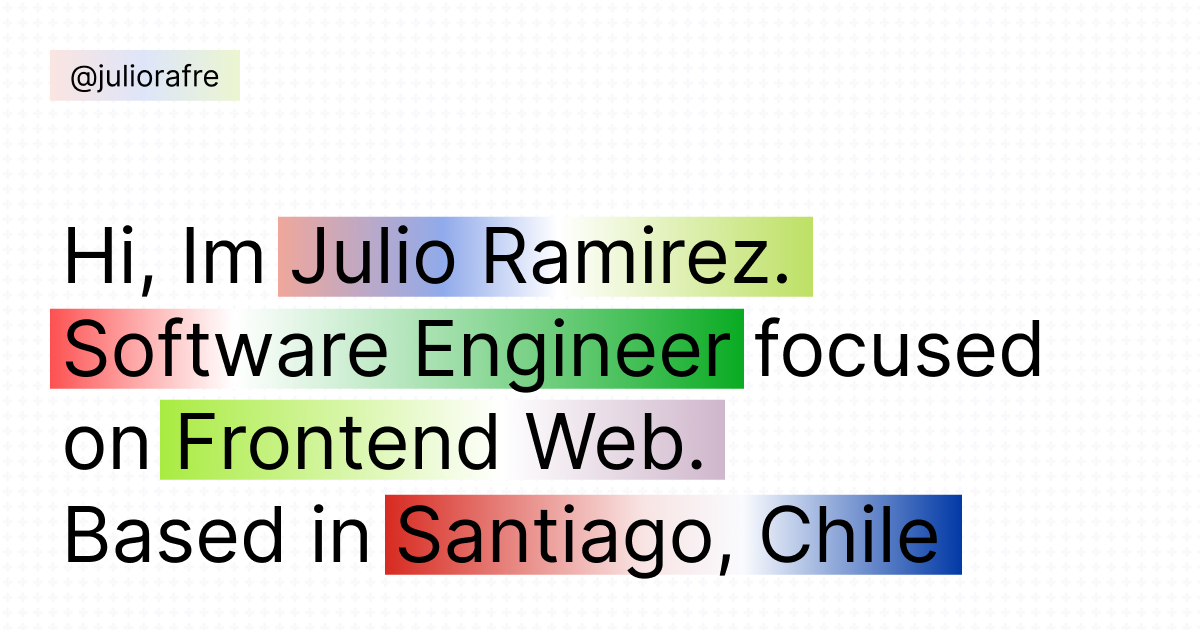 @juliorafre
Hi, Im Julio Ramirez.
Software Engineer focused
on Frontend Web.
Based in Santiago, Chile